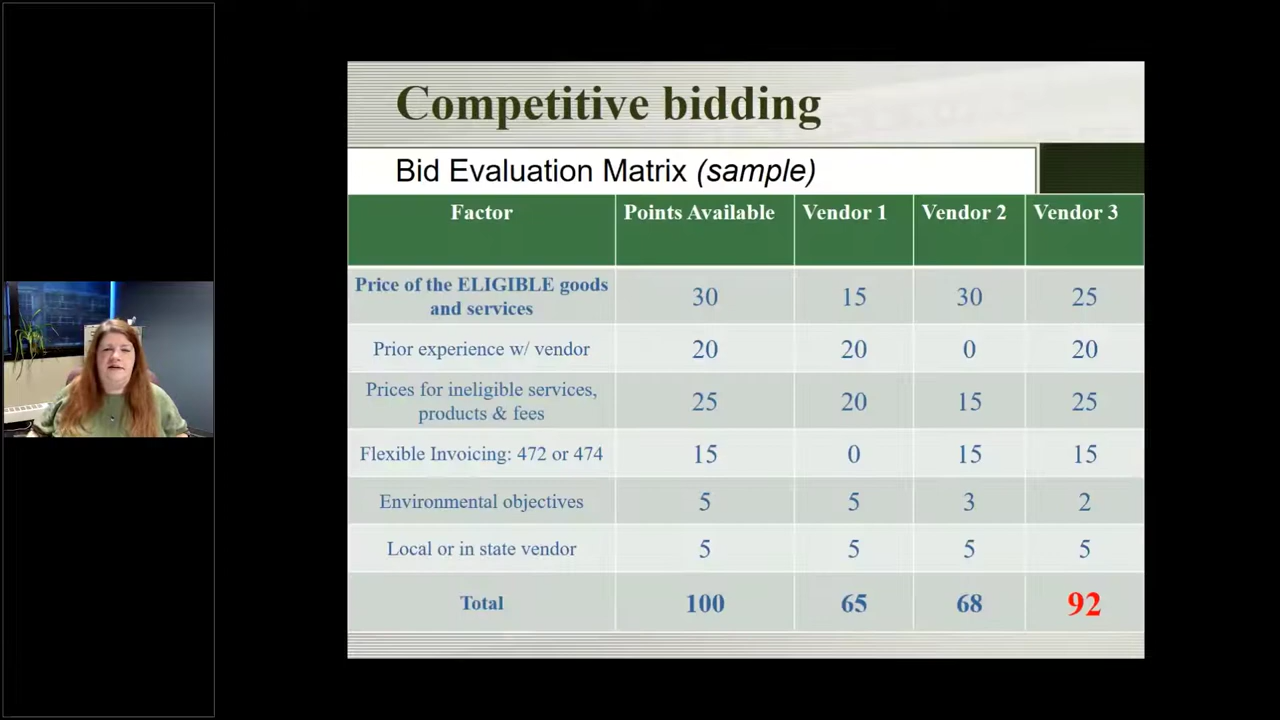 Competitive bidding
Bid Evaluation Matrix (sample)
Factor Points Available Vendor 1 Vendor 2 Vendor 3
Price of the ELIGIBLE goods
and services 30 15 30 25
Prior experience w/ vendor 20 20 0 20
Prices for ineligible services,
products & fees 25 20 15 25
Flexible Invoicing: 472 or 474 15 0 15 15
Environmental objectives 5 5 3 2
Local or in state vendor 5 5 5 5
Total 100 65 68 92